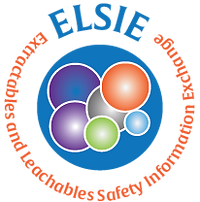 ELSIE
Extractables and Leachables Safety Information Exchange